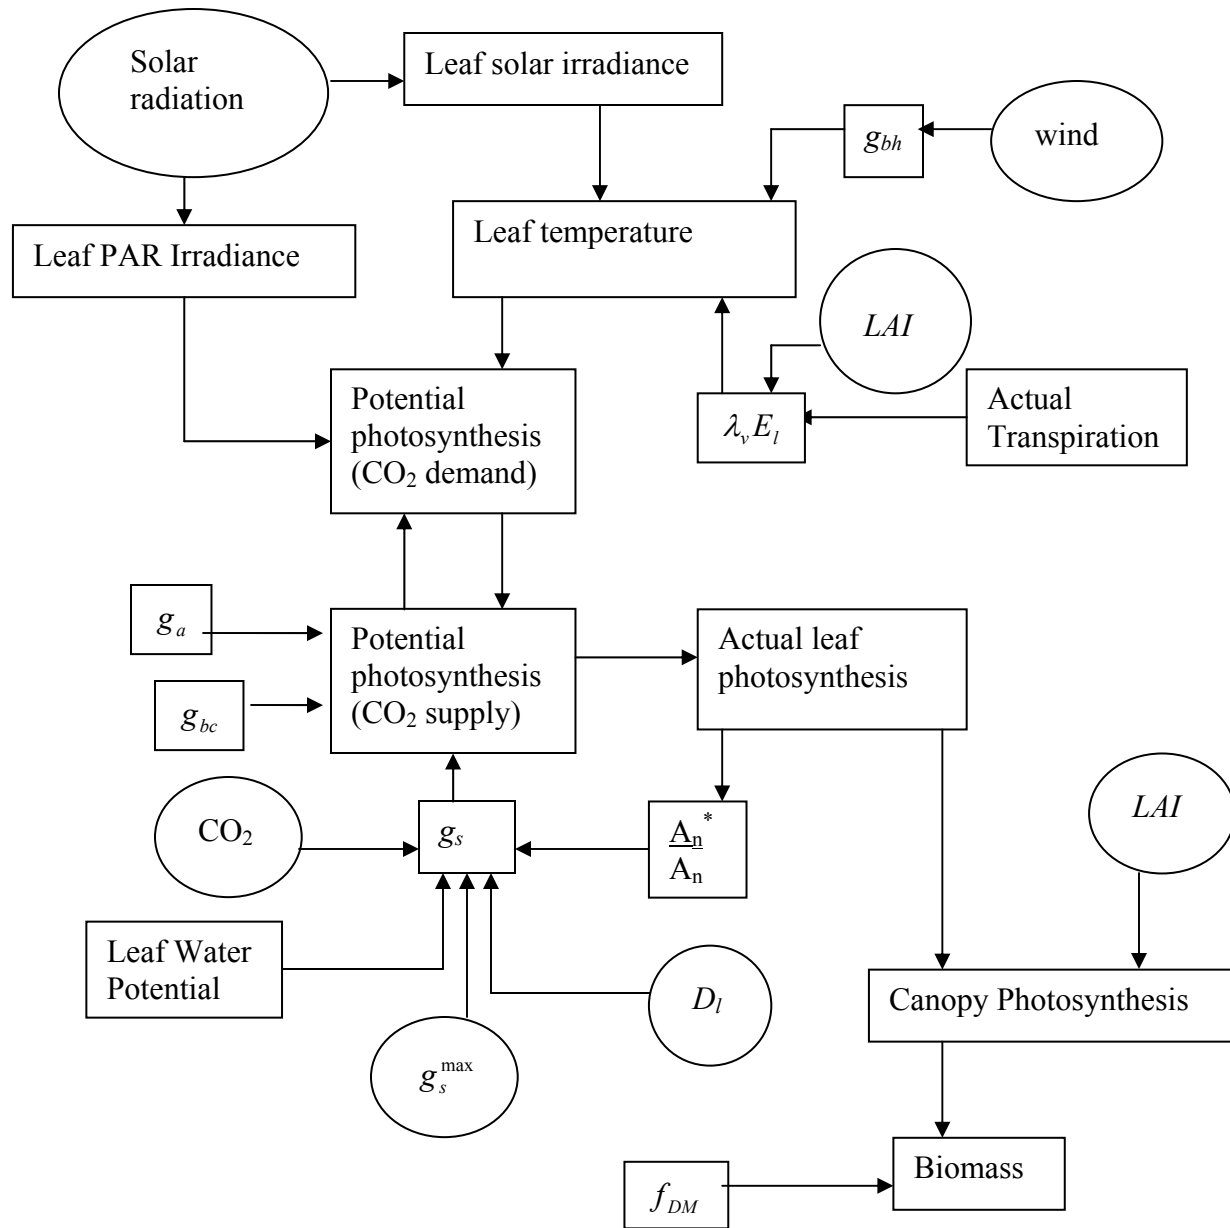 Solar
radiation
Leaf solar irradiance
g_bh
wind
Leaf PAR Irradiance
Leaf temperature
LAI
Potential
photosynthesis
(CO₂ demand)
λ_v E_l
Actual
Transpiration
g_a
Potential
photosynthesis
(CO₂ supply)
Actual leaf
photosynthesis
g_bc
CO₂
g_s
A_n*
A_n
LAI
Leaf Water
Potential
D_l
Canopy Photosynthesis
g_s^max
f_DM
Biomass